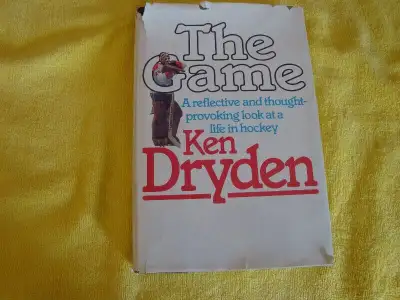 The
Game
A reflective and thought-
provoking look at a
life in hockey
Ken
Dryden